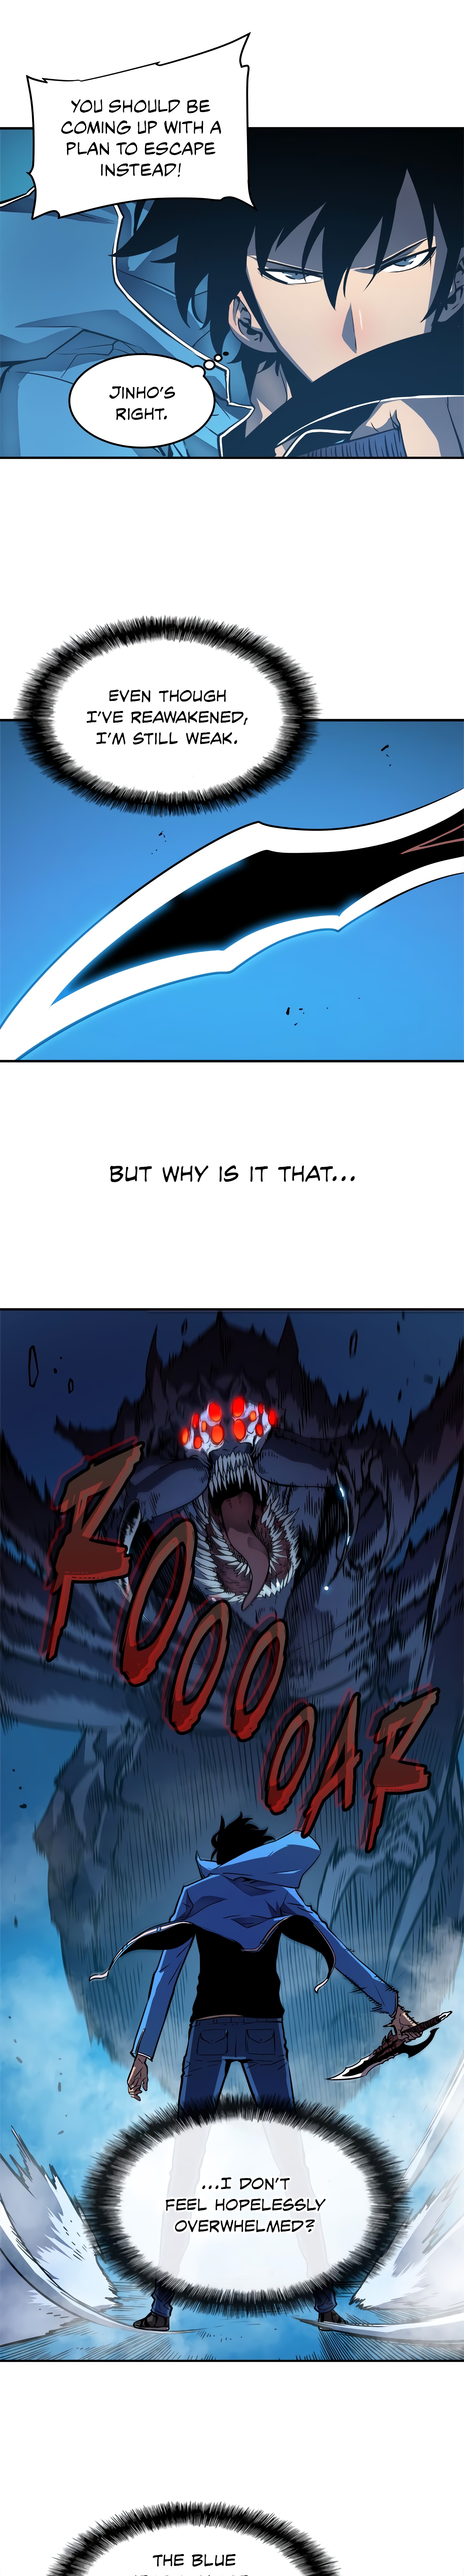 YOU SHOULD BE
COMING UP WITH A
PLAN TO ESCAPE
INSTEAD!
JINHO'S
RIGHT.
EVEN THOUGH
I'VE REAWAKENED,
I'M STILL WEAK.
BUT WHY IS IT THAT...
ROOOOAR
...I DON'T
FEEL HOPELESSLY
OVERWHELMED?
THE BLUE